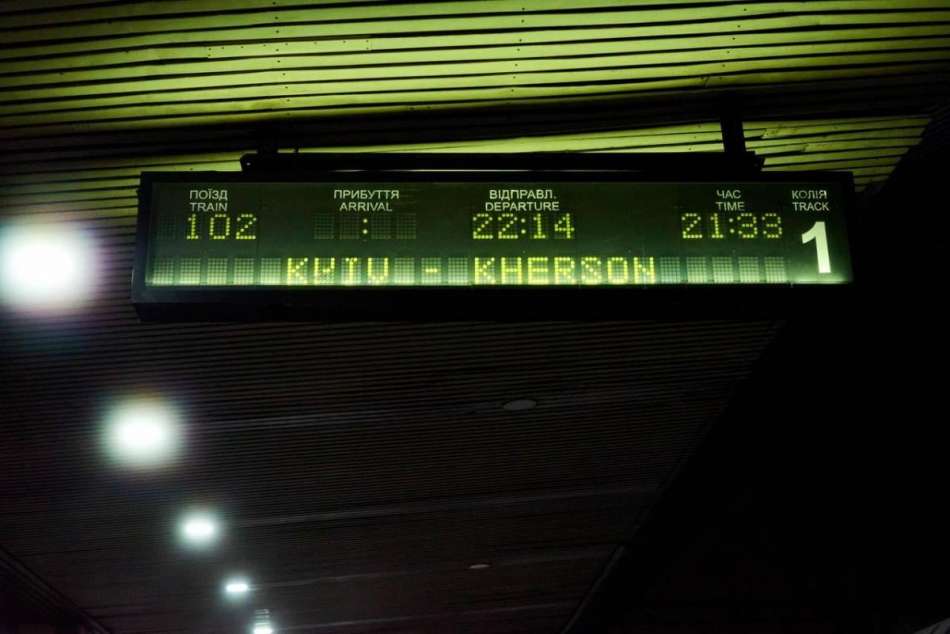 ПОЇЗД ПРИБУТТЯ ВІДПРАВЛ. ЧАС КОЛІЯ
TRAIN ARRIVAL DEPARTURE TIME TRACK
102 : 22:14 21:33 1
KYIV - KHERSON